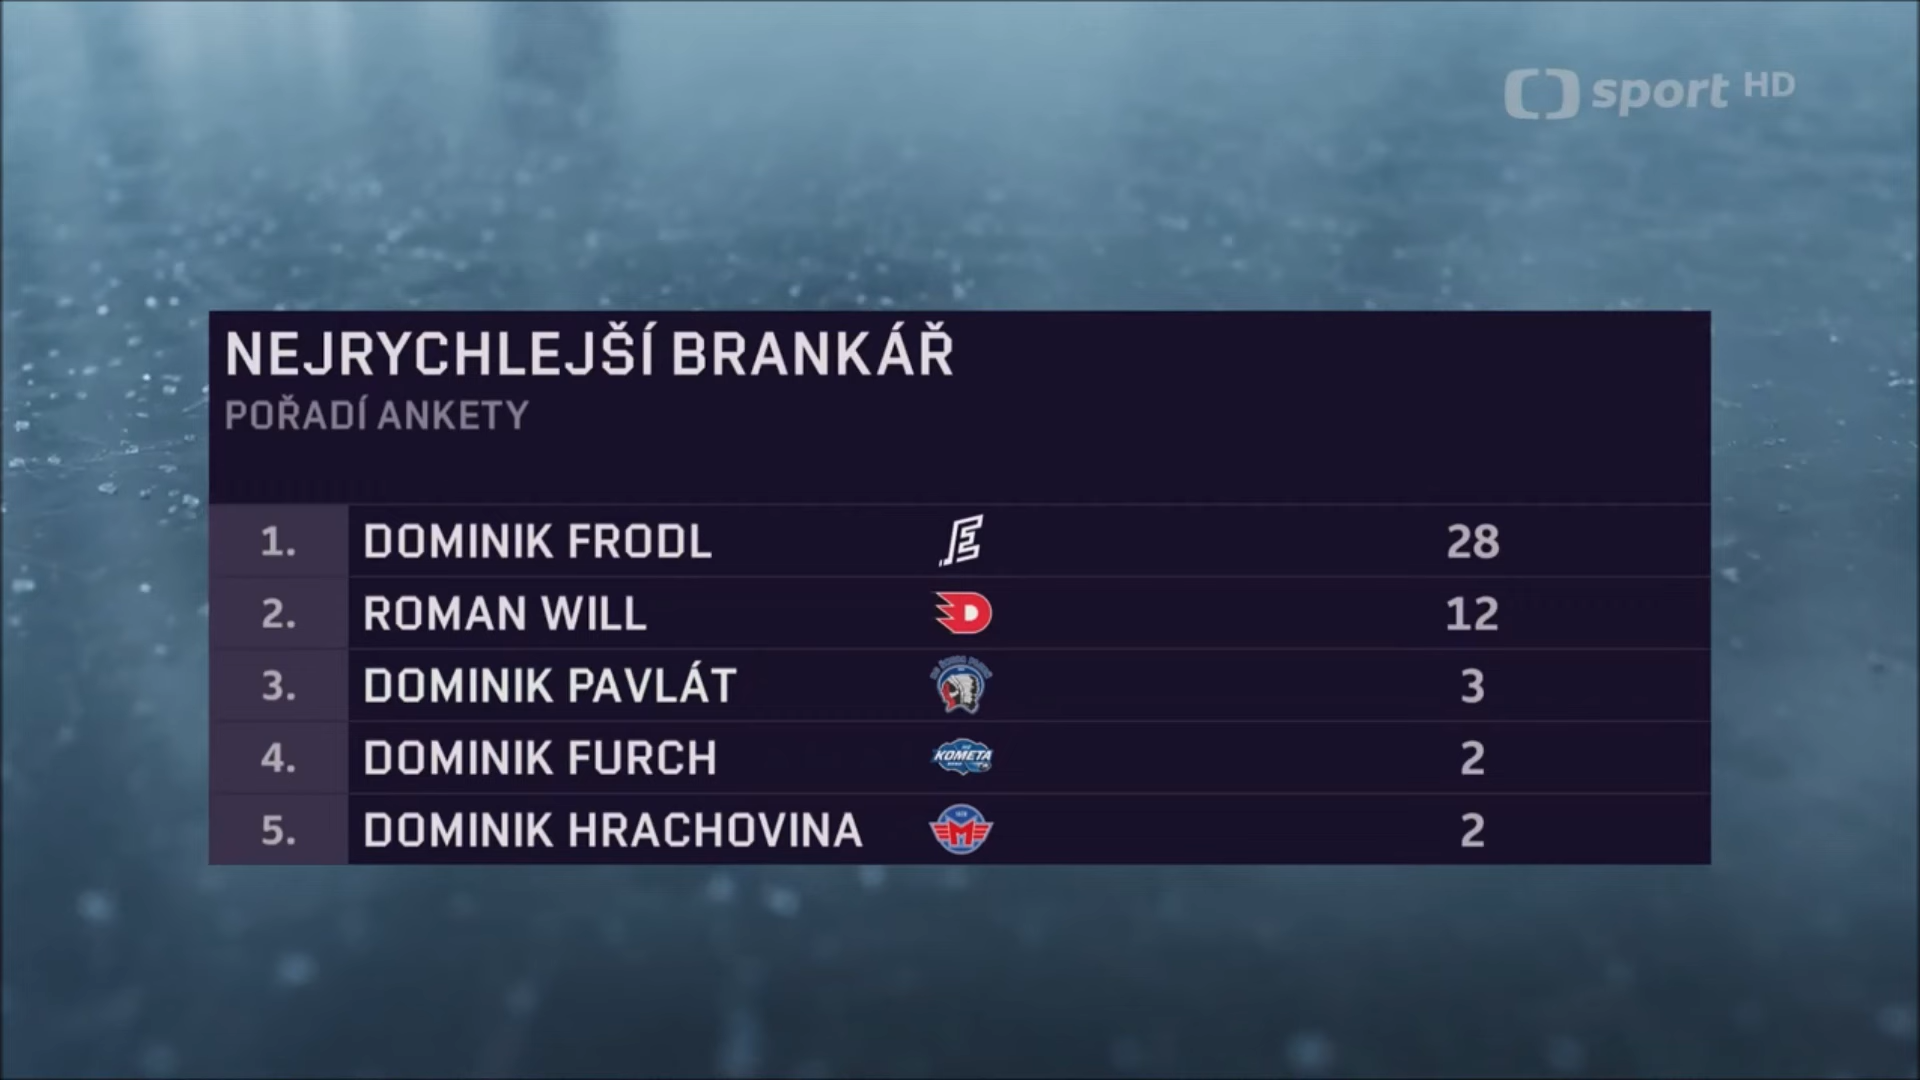 sport HD
NEJRYCHLEJŠÍ BRANKÁŘ
POŘADÍ ANKETY
1. DOMINIK FRODL 28
2. ROMAN WILL D 12
3. DOMINIK PAVLÁT 3
4. DOMINIK FURCH KOMETA 2
5. DOMINIK HRACHOVINA M 2